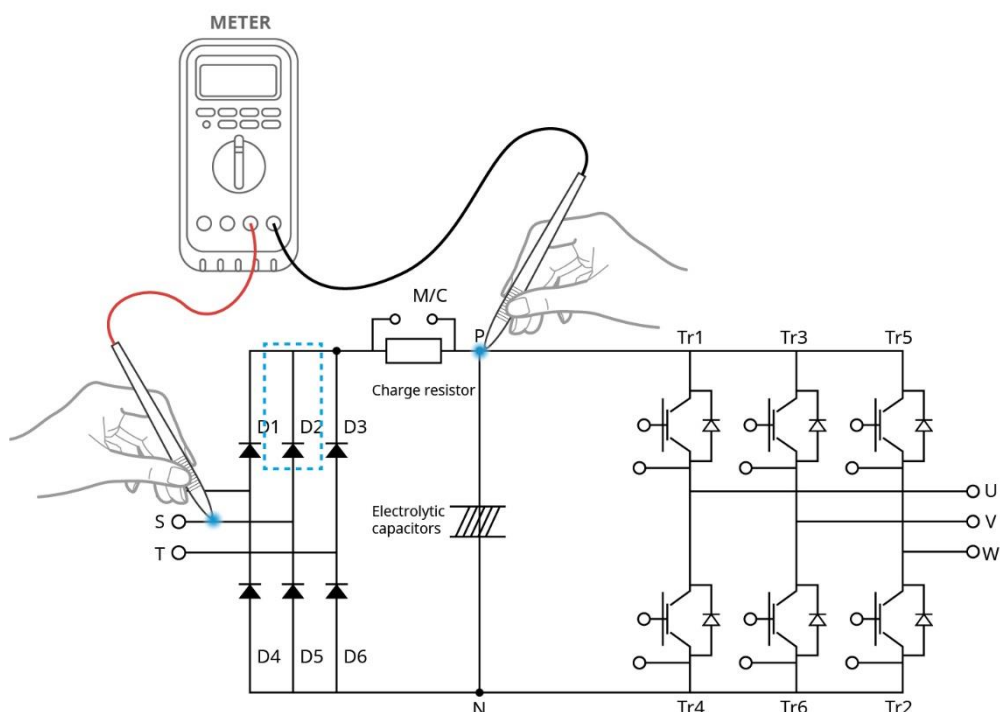 METER
M/C
P
Tr1
Tr3
Tr5
Charge resistor
D1
D2
D3
Electrolytic
capacitors
S
T
U
V
W
D4
D5
D6
N
Tr4
Tr6
Tr2